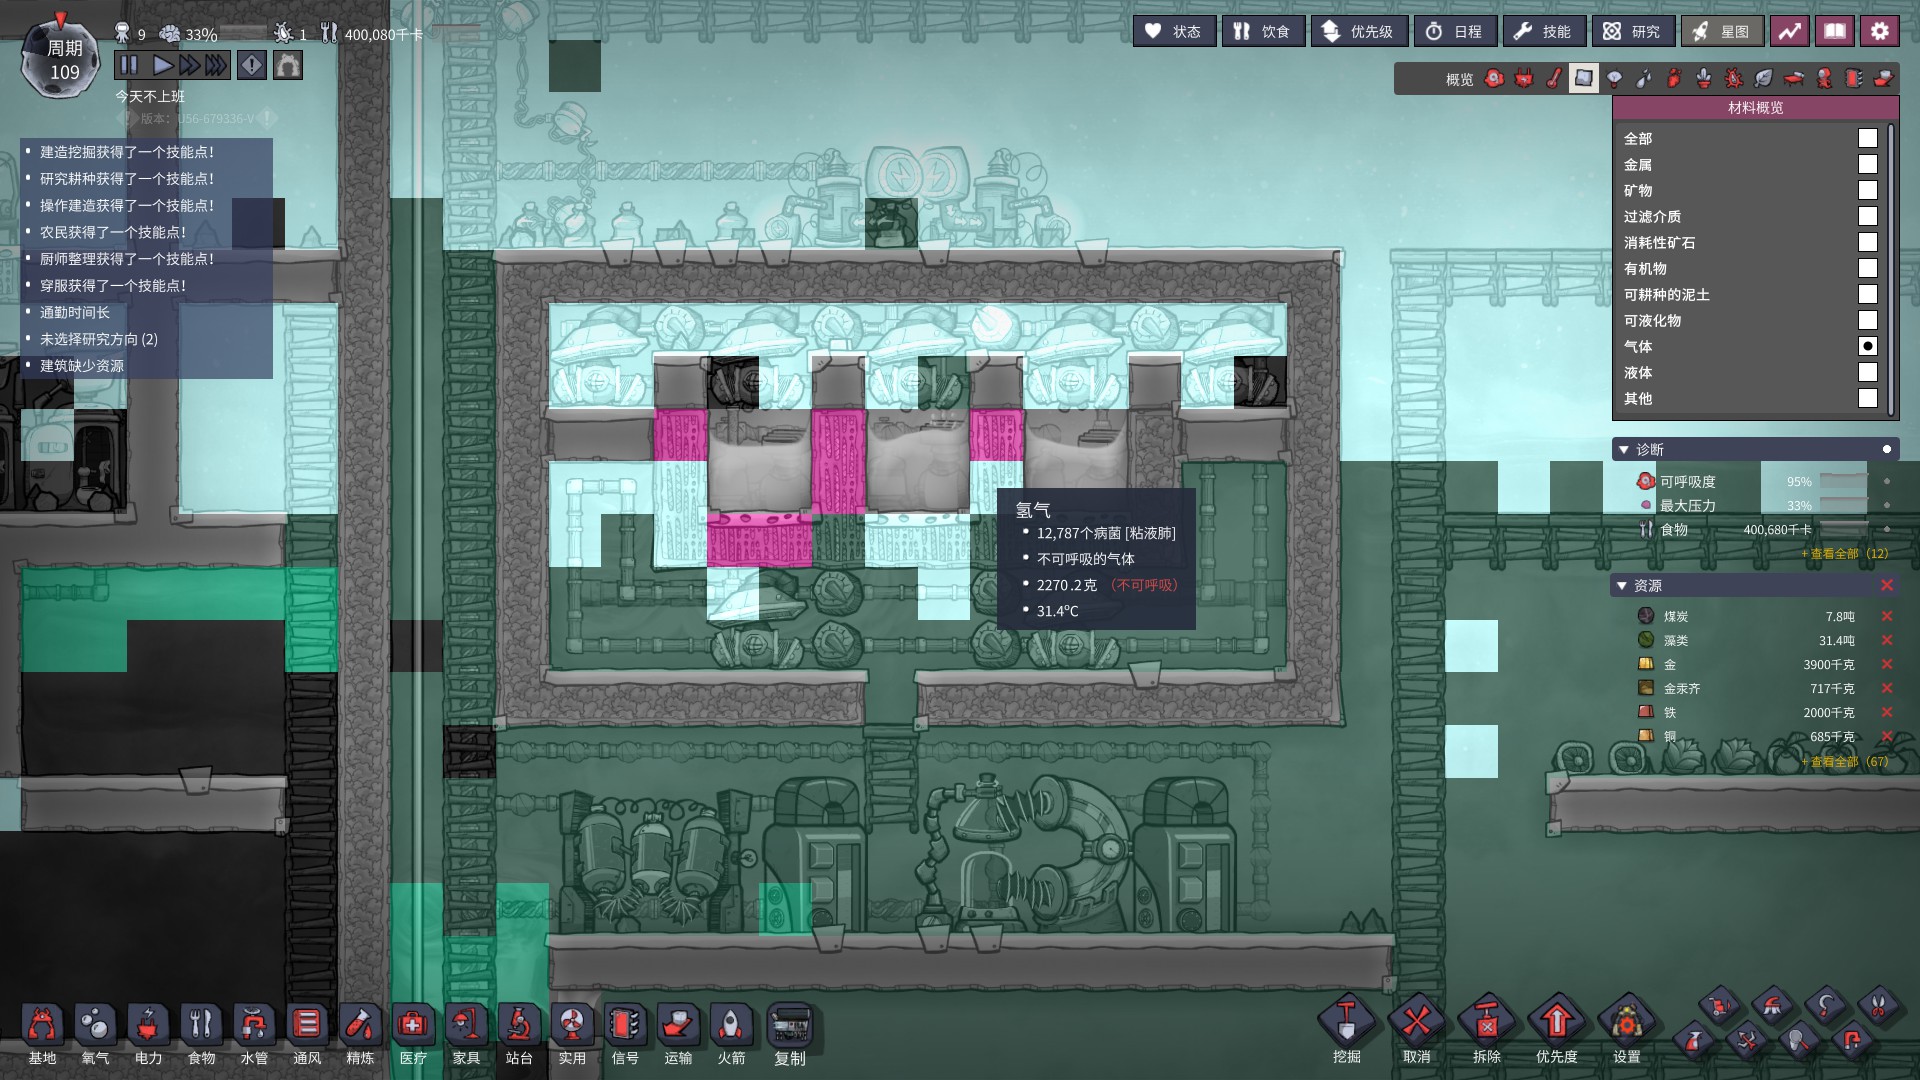 周期
109
9
33%
1
400,080千卡
今天不上班
版本：U56-679336-V
建造挖掘获得了一个技能点！
研究耕种获得了一个技能点！
操作建造获得了一个技能点！
农民获得了一个技能点！
厨师整理获得了一个技能点！
穿服获得了一个技能点！
通勤时间长
未选择研究方向 (2)
建筑缺少资源
状态
饮食
优先级
日程
技能
研究
星图
概览
材料概览
全部
金属
矿物
过滤介质
消耗性矿石
有机物
可耕种的泥土
可液化物
气体
液体
其他
诊断
可呼吸度 95%
最大压力 33%
食物 400,680千卡
+ 查看全部（12）
资源
煤炭 7.8吨
藻类 31.4吨
金 3900千克
金汞齐 717千克
铁 2000千克
铜 685千克
+ 查看全部（67）
氢气
12,787个病菌 [粘液肺]
不可呼吸的气体
2270.2克 （不可呼吸）
31.4ºC
基地
氧气
电力
食物
水管
通风
精炼
医疗
家具
站台
实用
信号
运输
火箭
复制
挖掘
取消
拆除
优先度
设置